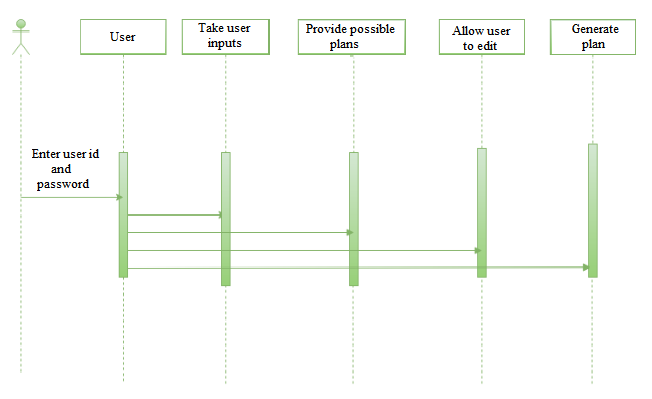 User
Take user
inputs
Provide possible
plans
Allow user
to edit
Generate
plan
Enter user id
and
password